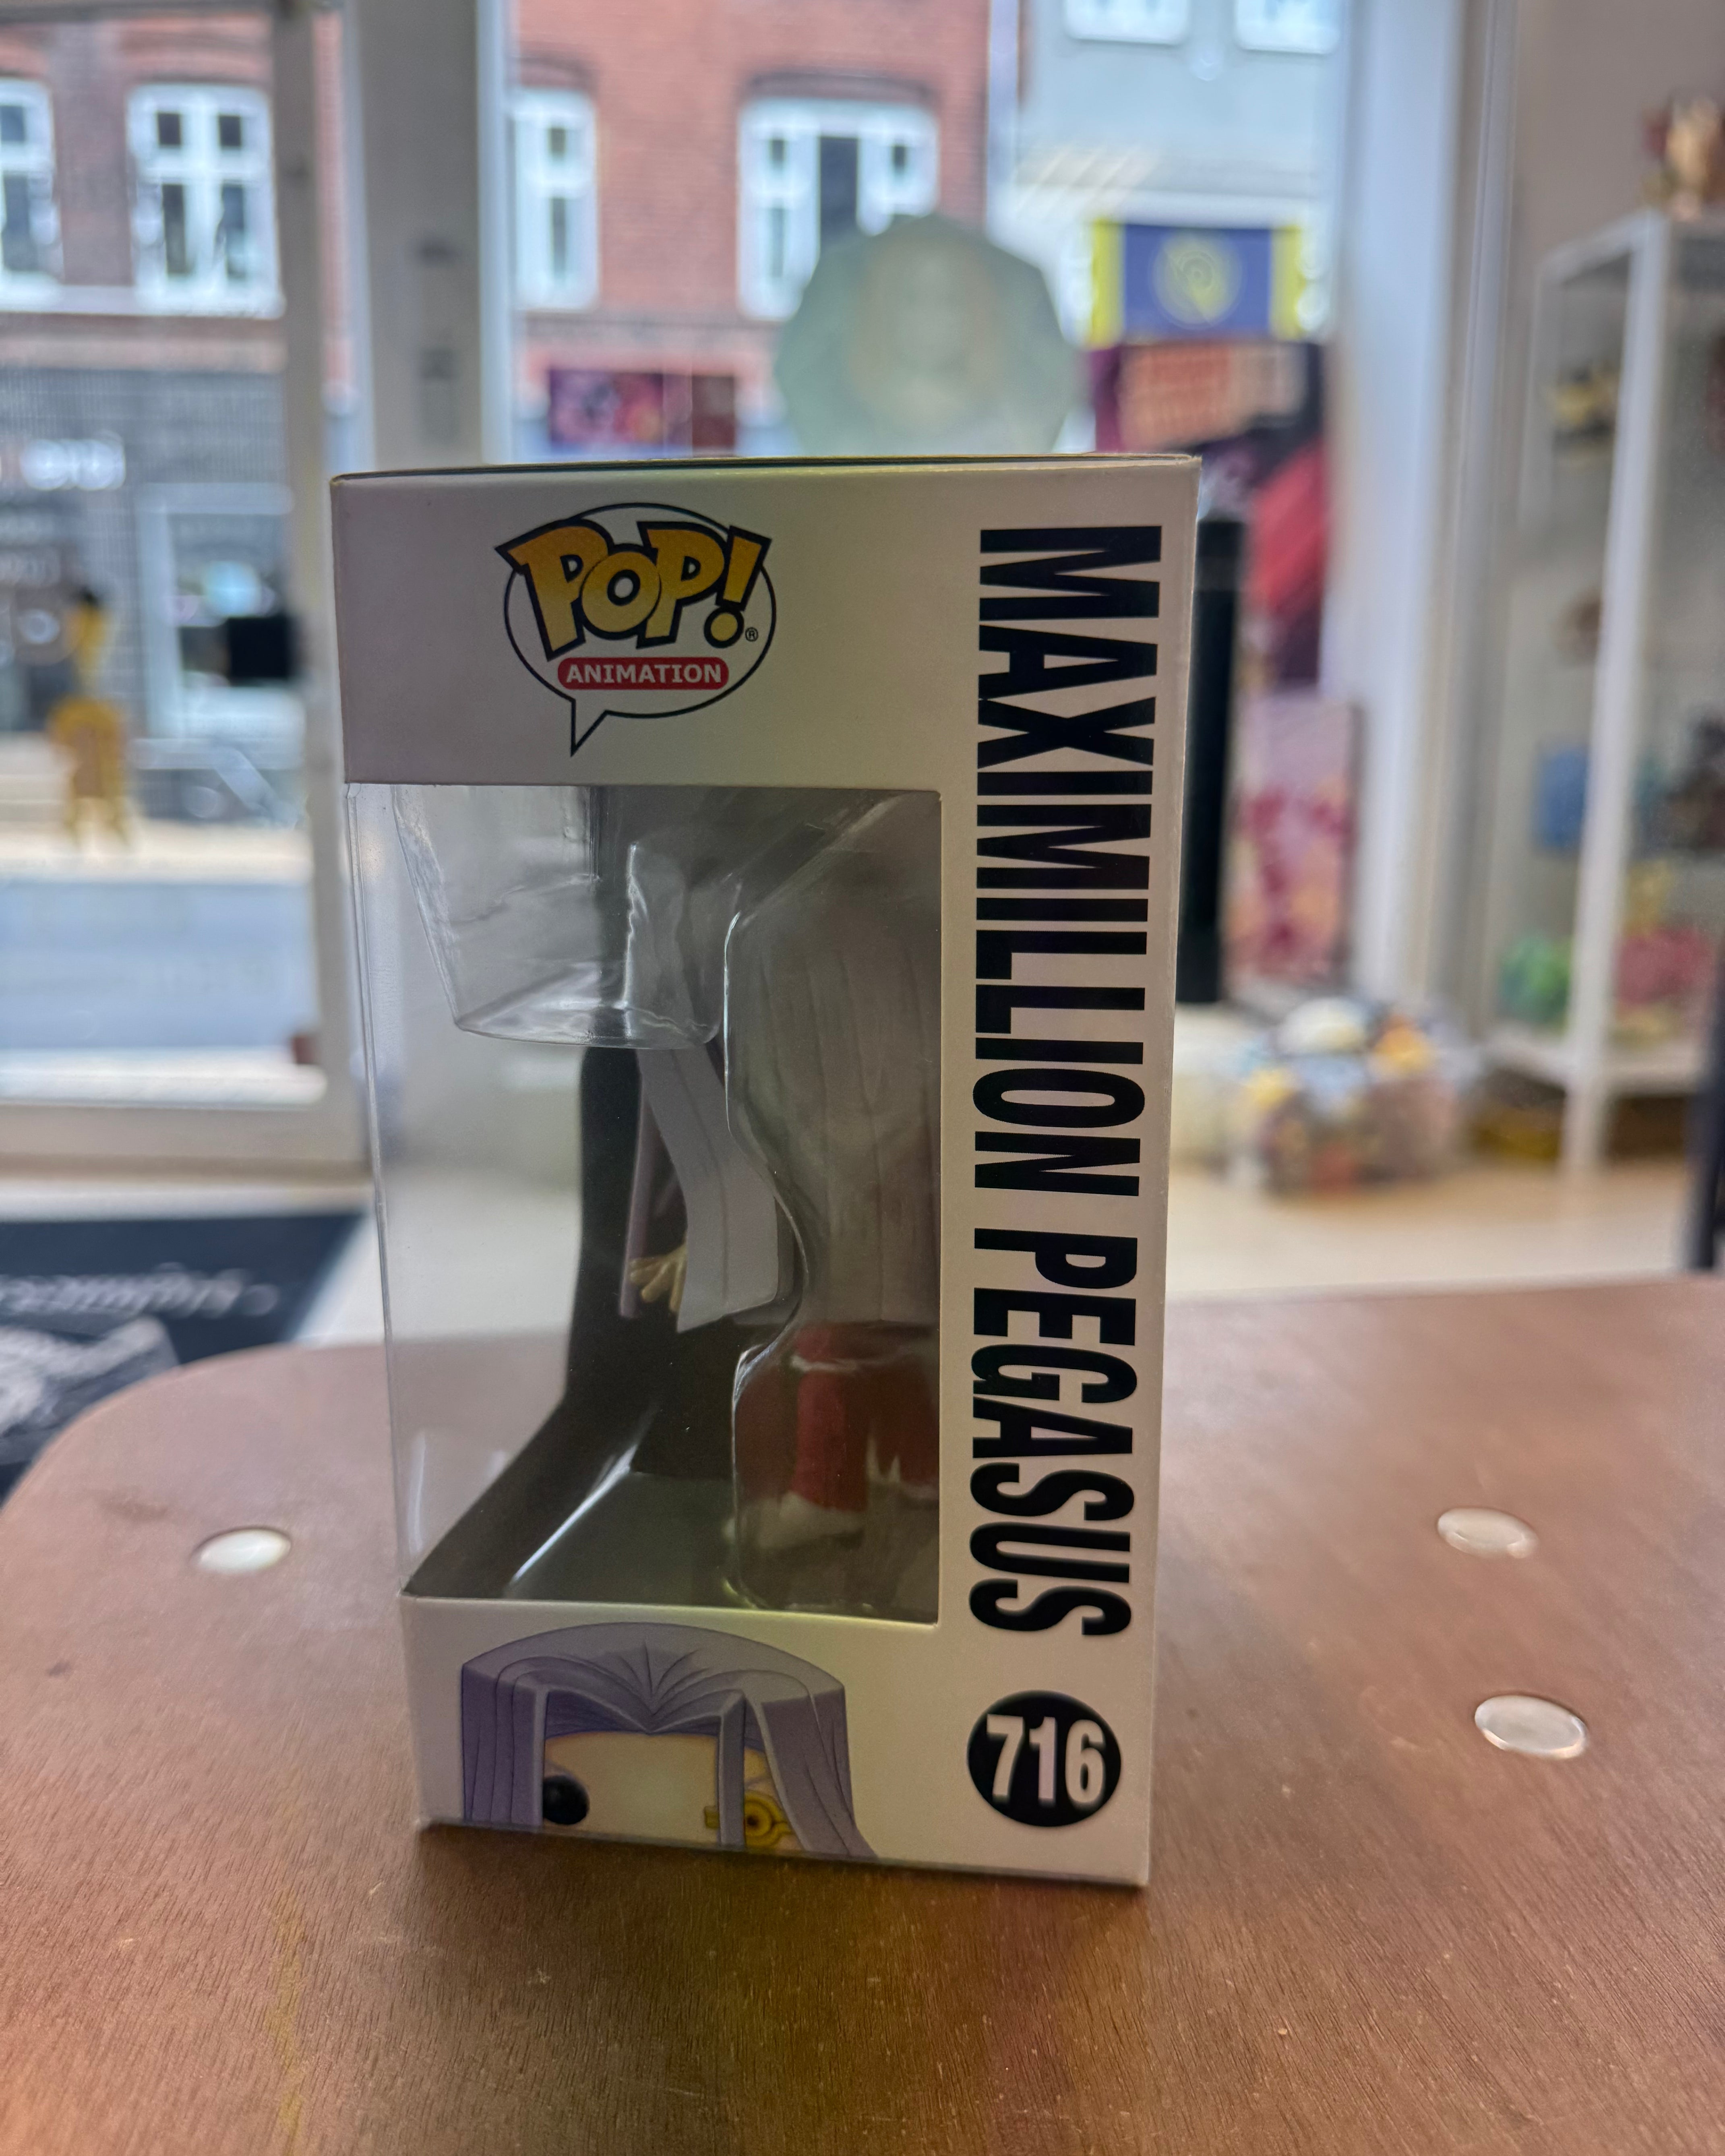 POP!
®
ANIMATION
MAXIMILLION PEGASUS
716